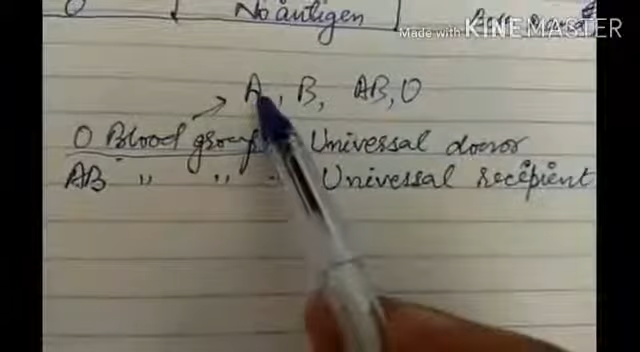 O No antigen
Made with KINEMASTER
A, B, AB, O
O Blood group Universal donor
AB " " " Universal recipient